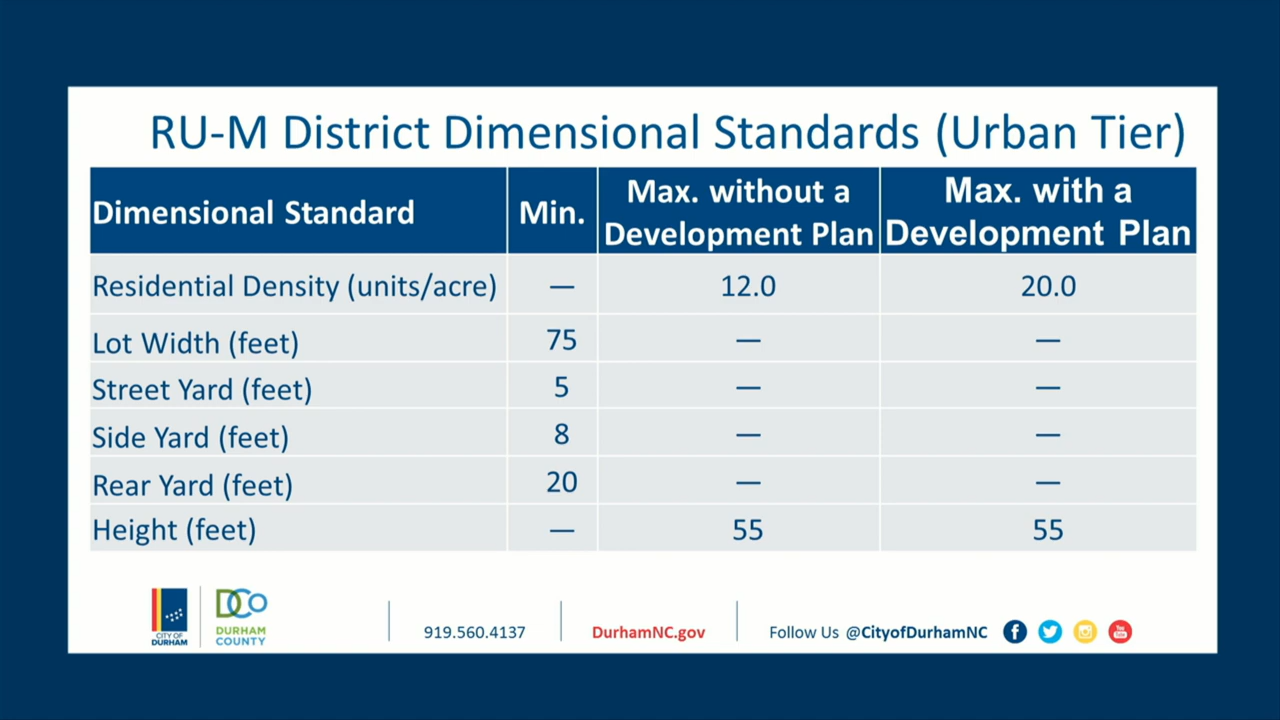 RU-M District Dimensional Standards (Urban Tier)
Dimensional Standard Min. Max. without a Development Plan Max. with a Development Plan
Residential Density (units/acre) — 12.0 20.0
Lot Width (feet) 75 — —
Street Yard (feet) 5 — —
Side Yard (feet) 8 — —
Rear Yard (feet) 20 — —
Height (feet) — 55 55
CITY OF
DURHAM
DCo
DURHAM
COUNTY
919.560.4137
DurhamNC.gov
Follow Us @CityofDurhamNC
You
Tube